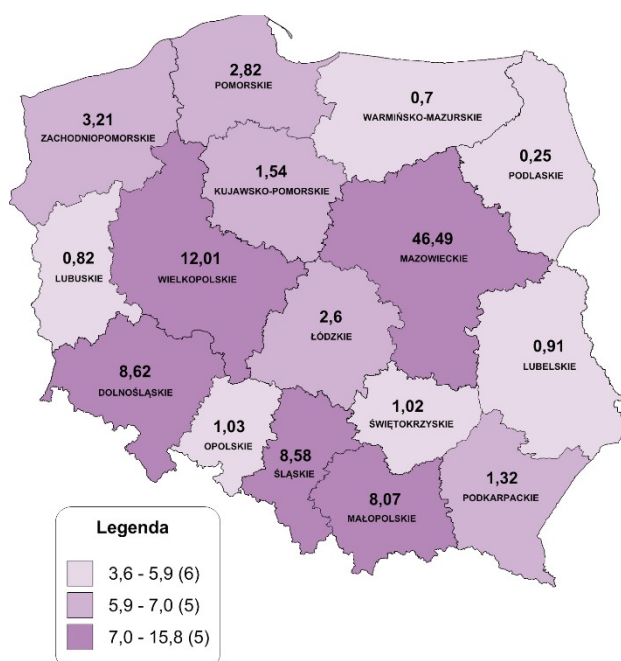 2,82
POMORSKIE
3,21
ZACHODNIOPOMORSKIE
0,7
WARMIŃSKO-MAZURSKIE
0,25
PODLASKIE
1,54
KUJAWSKO-POMORSKIE
46,49
MAZOWIECKIE
0,82
LUBUSKIE
12,01
WIELKOPOLSKIE
2,6
ŁÓDZKIE
0,91
LUBELSKIE
8,62
DOLNOŚLĄSKIE
1,03
OPOLSKIE
8,58
ŚLĄSKIE
1,02
ŚWIĘTOKRZYSKIE
8,07
MAŁOPOLSKIE
1,32
PODKARPACKIE
Legenda
3,6 - 5,9 (6)
5,9 - 7,0 (5)
7,0 - 15,8 (5)